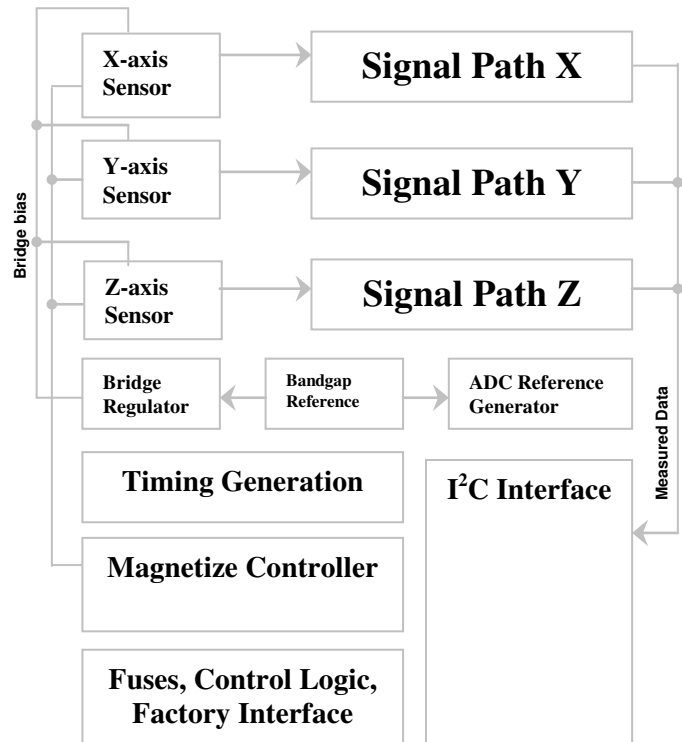 X-axis
Sensor
Signal Path X
Y-axis
Sensor
Signal Path Y
Bridge bias
Z-axis
Sensor
Signal Path Z
Bridge
Regulator
Bandgap
Reference
ADC Reference
Generator
Measured Data
Timing Generation
I²C Interface
Magnetize Controller
Fuses, Control Logic,
Factory Interface